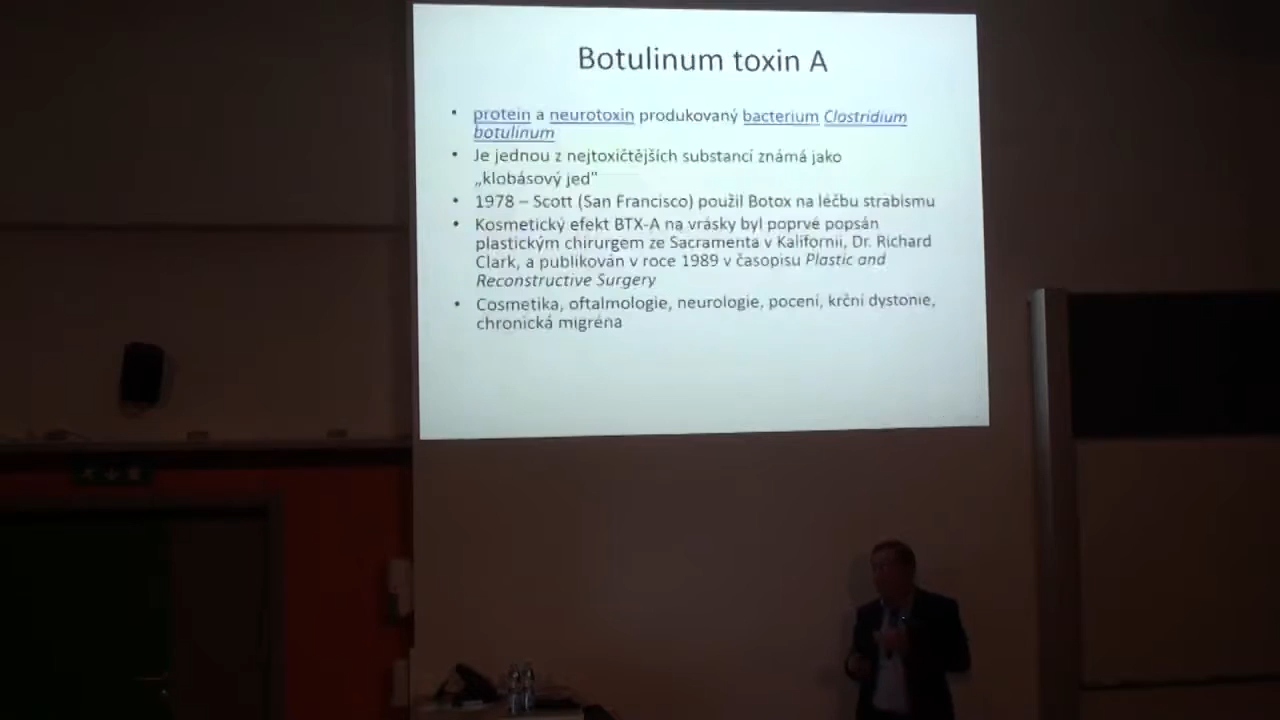 Botulinum toxin A
• protein a neurotoxin produkovaný bacterium Clostridium
botulinum
• Je jednou z nejtoxičtějších substancí známá jako
„klobásový jed"
• 1978 – Scott (San Francisco) použil Botox na léčbu strabismu
• Kosmetický efekt BTX-A na vrásky byl poprvé popsán
plastickým chirurgem ze Sacramenta v Kalifornii, Dr. Richard
Clark, a publikován v roce 1989 v časopisu Plastic and
Reconstructive Surgery
• Cosmetika, oftalmologie, neurologie, pocení, krční dystonie,
chronická migréna